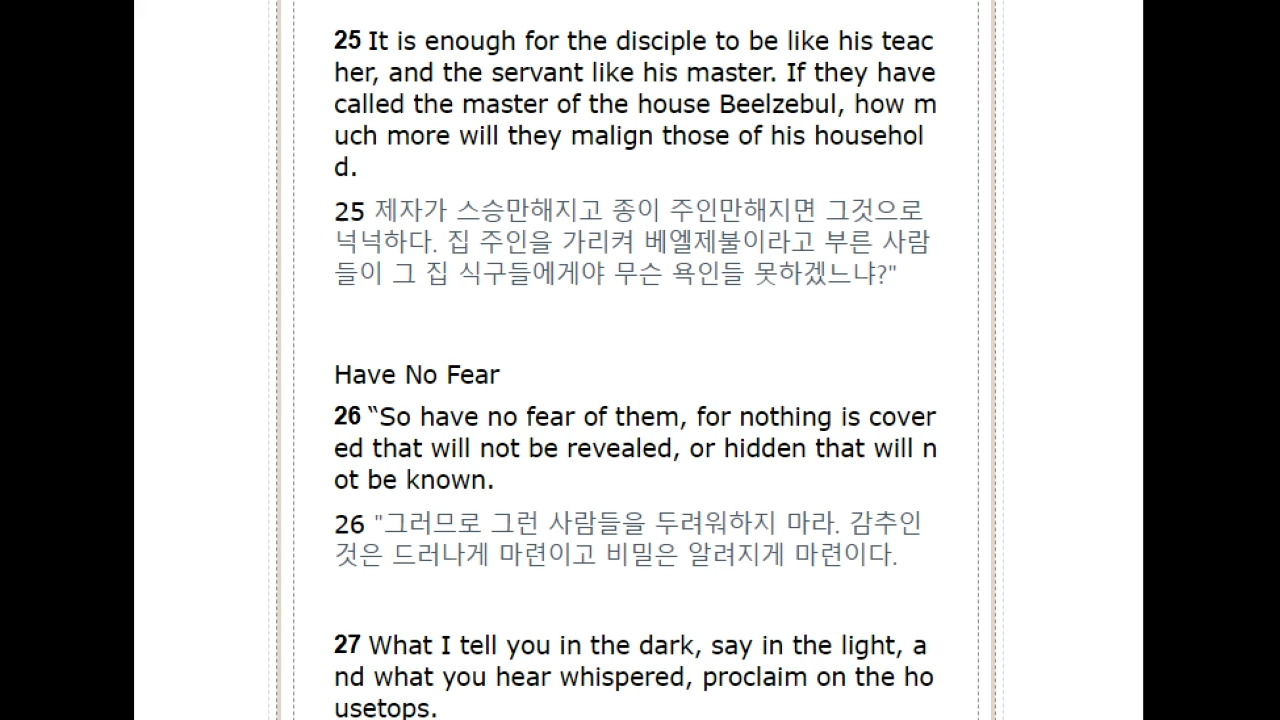 25 It is enough for the disciple to be like his teac
her, and the servant like his master. If they have
called the master of the house Beelzebul, how m
uch more will they malign those of his househol
d.
25 제자가 스승만해지고 종이 주인만해지면 그것으로
넉넉하다. 집 주인을 가리켜 베엘제불이라고 부른 사람
들이 그 집 식구들에게야 무슨 욕인들 못하겠느냐?"
Have No Fear
26 “So have no fear of them, for nothing is cover
ed that will not be revealed, or hidden that will n
ot be known.
26 "그러므로 그런 사람들을 두려워하지 마라. 감추인
것은 드러나게 마련이고 비밀은 알려지게 마련이다.
27 What I tell you in the dark, say in the light, a
nd what you hear whispered, proclaim on the ho
usetops.